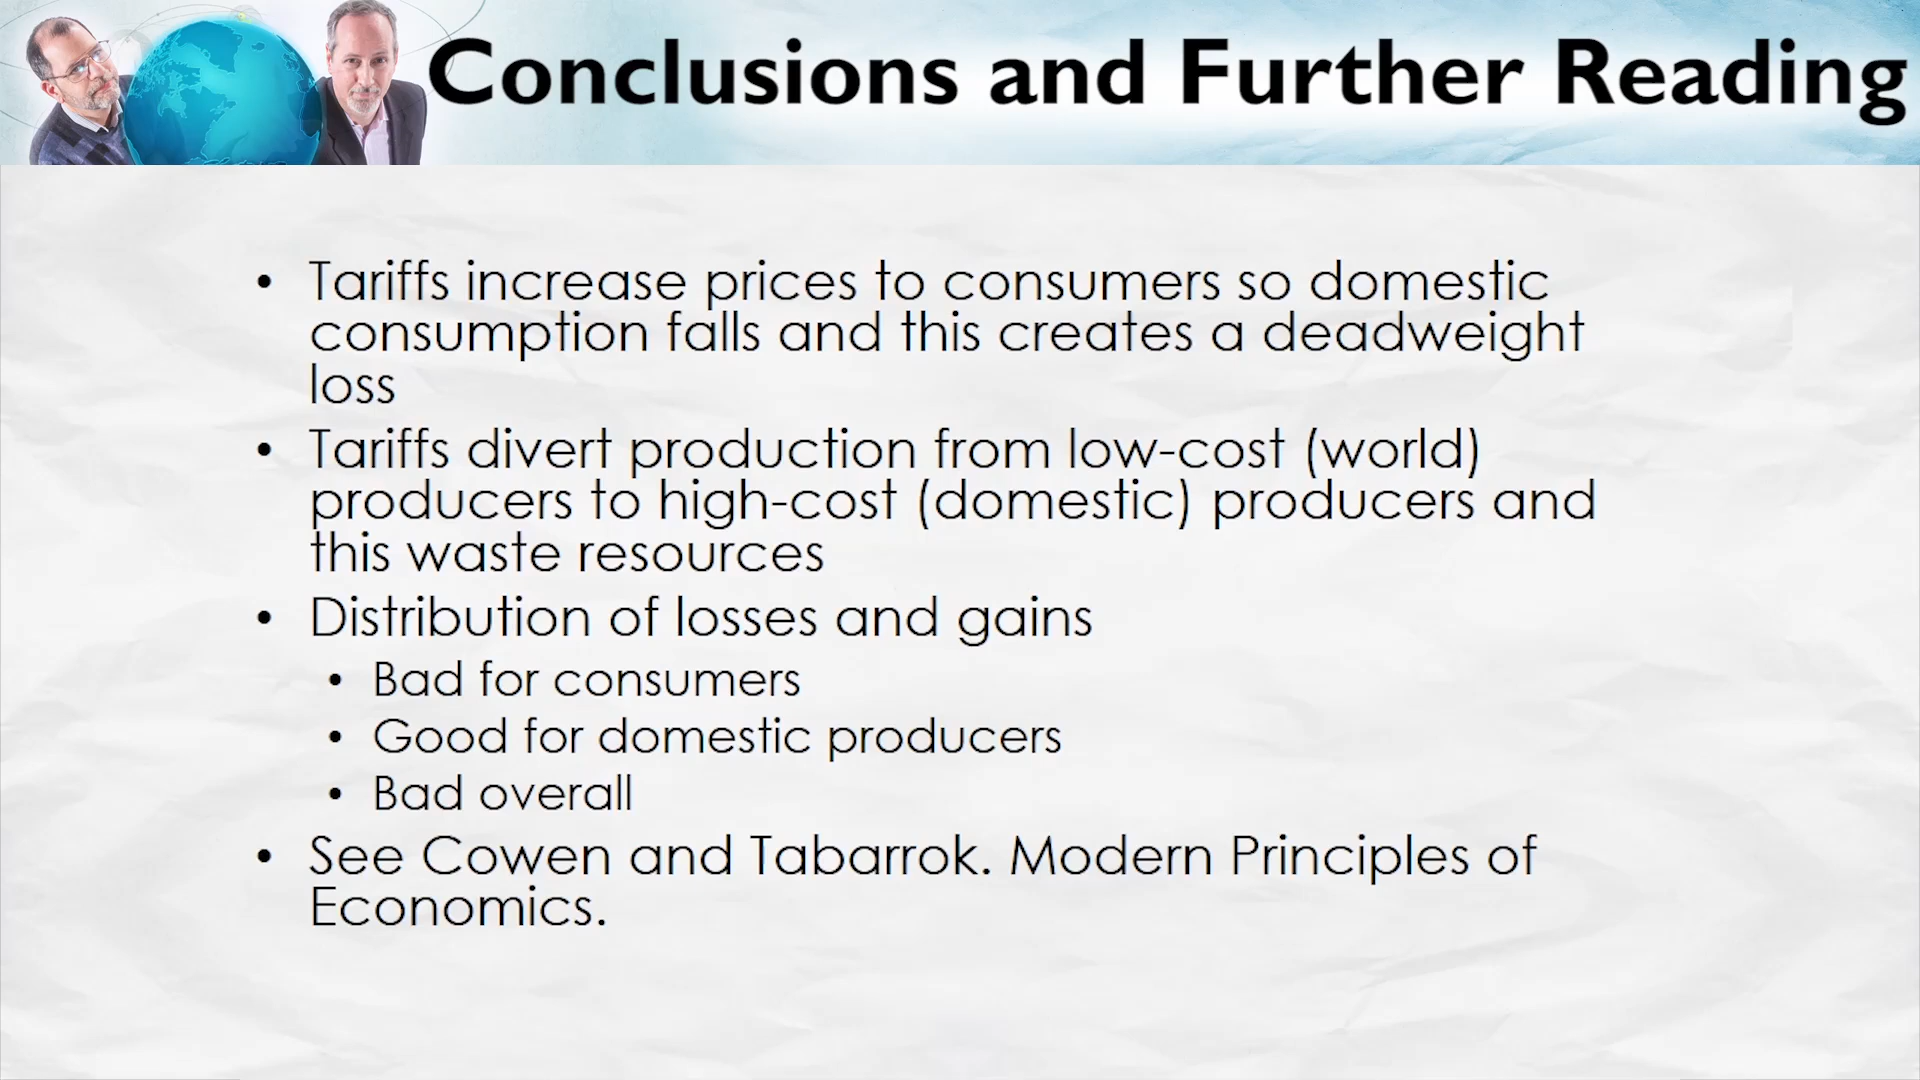 Conclusions and Further Reading
• Tariffs increase prices to consumers so domestic
consumption falls and this creates a deadweight
loss
• Tariffs divert production from low-cost (world)
producers to high-cost (domestic) producers and
this waste resources
• Distribution of losses and gains
• Bad for consumers
• Good for domestic producers
• Bad overall
• See Cowen and Tabarrok. Modern Principles of
Economics.